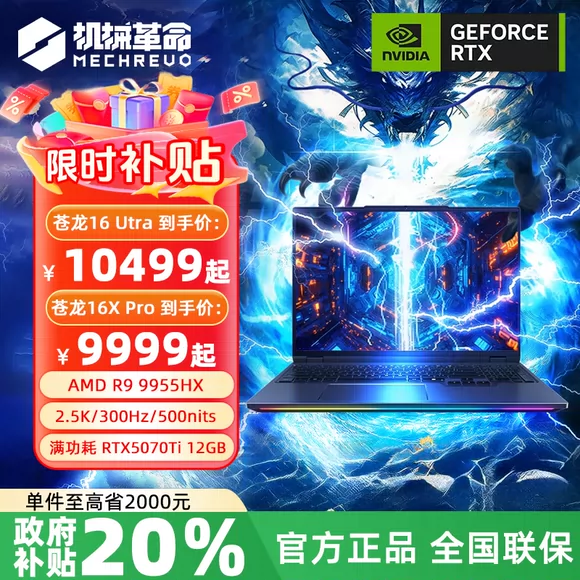 机械革命
MECHREVO
NVIDIA
GEFORCE
RTX
限时补贴
苍龙16 Utra 到手价：
￥10499起
苍龙16X Pro 到手价：
￥9999起
AMD R9 9955HX
2.5K/300Hz/500nits
满功耗 RTX5070Ti 12GB
单件至高省2000元
政府
补贴
20%
官方正品 全国联保